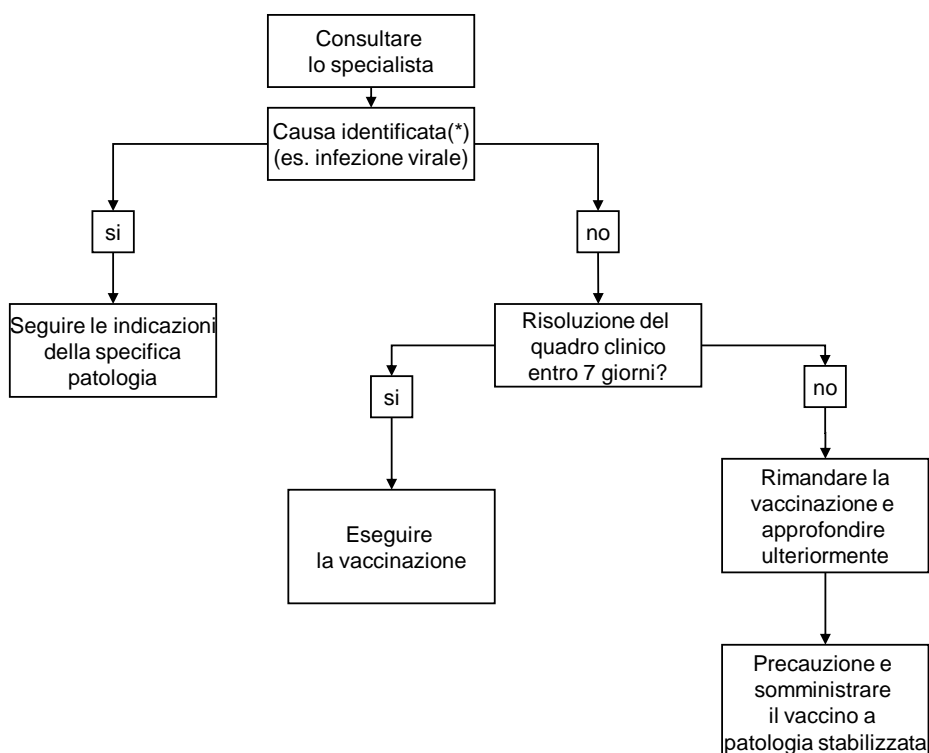 Consultare
lo specialista
Causa identificata(*)
(es. infezione virale)
si
no
Seguire le indicazioni
della specifica
patologia
Risoluzione del
quadro clinico
entro 7 giorni?
si
no
Eseguire
la vaccinazione
Rimandare la
vaccinazione e
approfondire
ulteriormente
Precauzione e
somministrare
il vaccino a
patologia stabilizzata